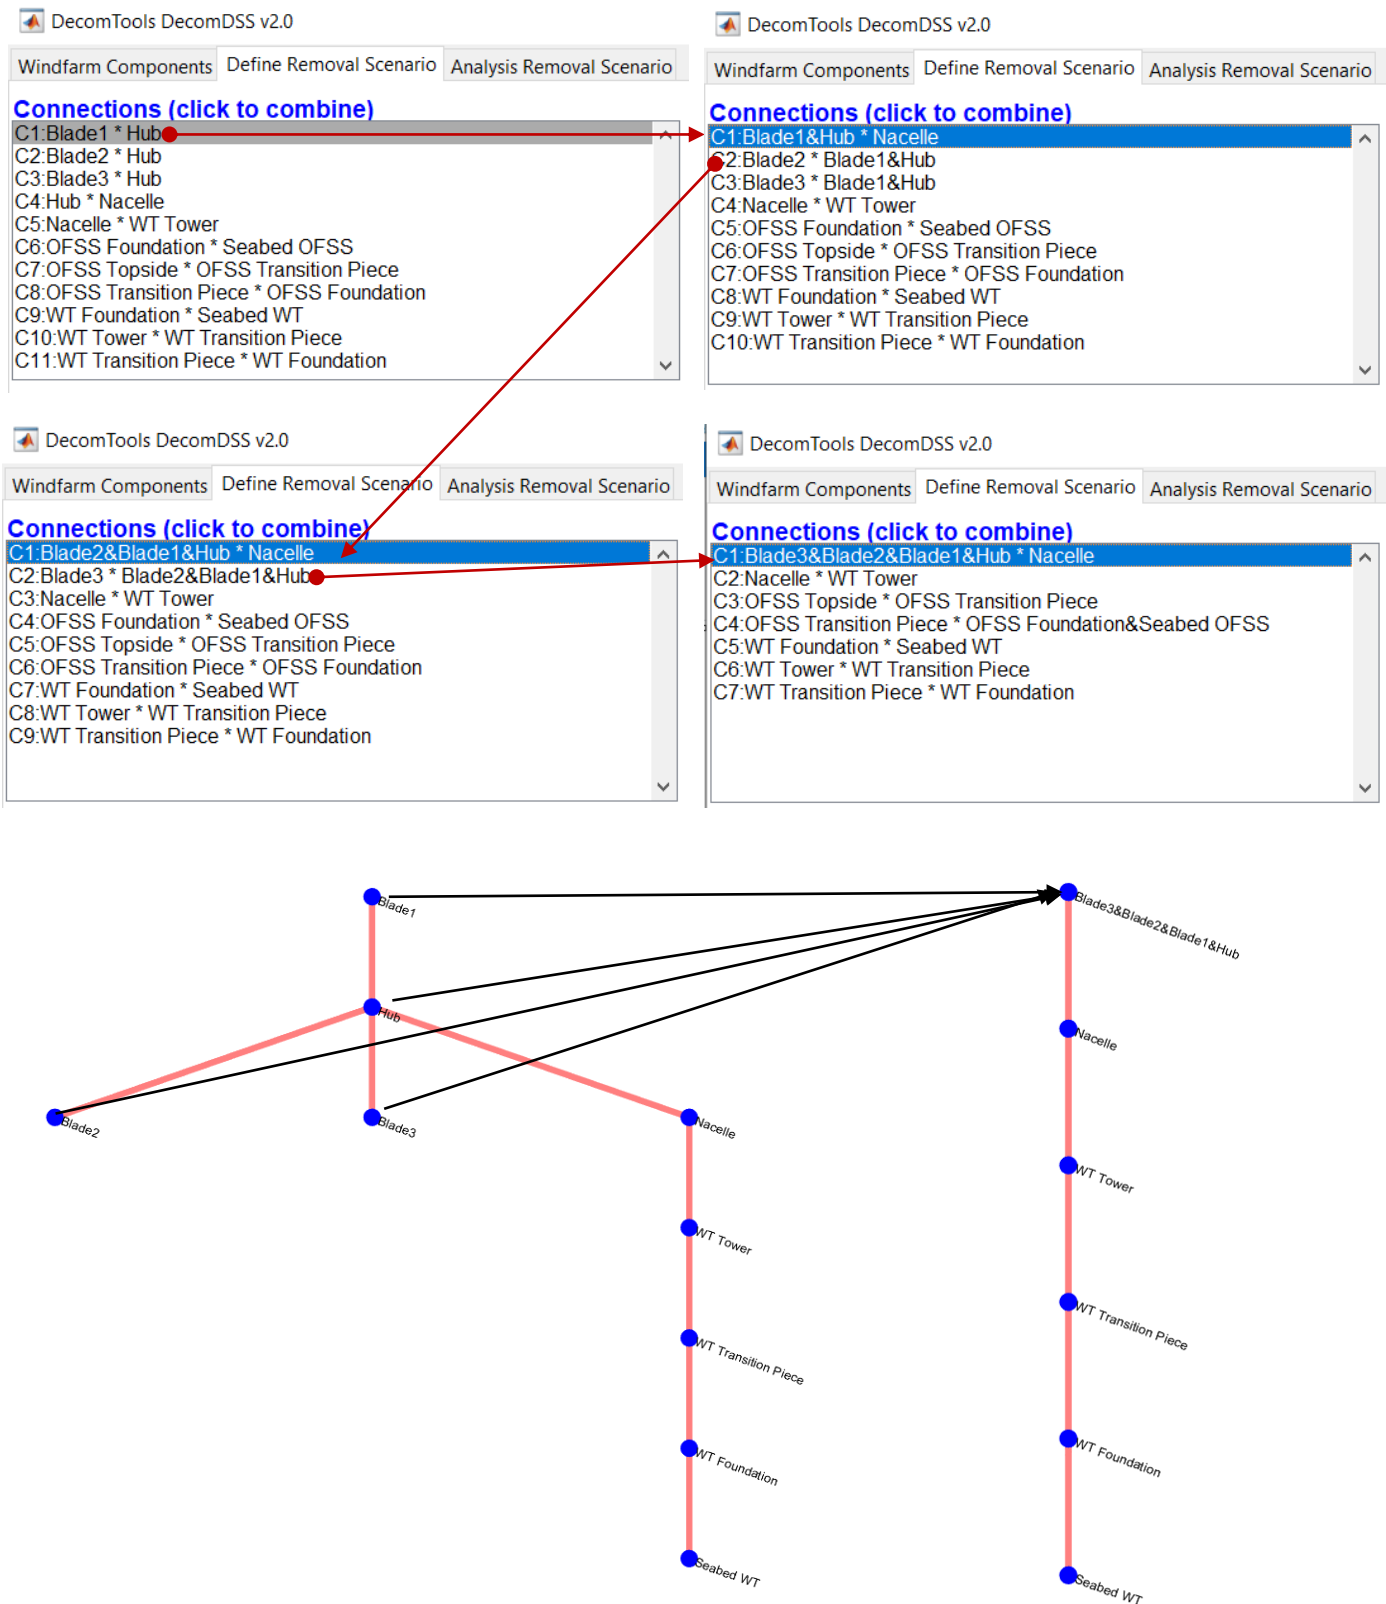 DecomTools DecomDSS v2.0
Windfarm Components Define Removal Scenario Analysis Removal Scenario
Connections (click to combine)
C1:Blade1 * Hub
C2:Blade2 * Hub
C3:Blade3 * Hub
C4:Hub * Nacelle
C5:Nacelle * WT Tower
C6:OFSS Foundation * Seabed OFSS
C7:OFSS Topside * OFSS Transition Piece
C8:OFSS Transition Piece * OFSS Foundation
C9:WT Foundation * Seabed WT
C10:WT Tower * WT Transition Piece
C11:WT Transition Piece * WT Foundation
DecomTools DecomDSS v2.0
Windfarm Components Define Removal Scenario Analysis Removal Scenario
Connections (click to combine)
C1:Blade1&Hub * Nacelle
C2:Blade2 * Blade1&Hub
C3:Blade3 * Blade1&Hub
C4:Nacelle * WT Tower
C5:OFSS Foundation * Seabed OFSS
C6:OFSS Topside * OFSS Transition Piece
C7:OFSS Transition Piece * OFSS Foundation
C8:WT Foundation * Seabed WT
C9:WT Tower * WT Transition Piece
C10:WT Transition Piece * WT Foundation
DecomTools DecomDSS v2.0
Windfarm Components Define Removal Scenario Analysis Removal Scenario
Connections (click to combine)
C1:Blade2&Blade1&Hub * Nacelle
C2:Blade3 * Blade2&Blade1&Hub
C3:Nacelle * WT Tower
C4:OFSS Foundation * Seabed OFSS
C5:OFSS Topside * OFSS Transition Piece
C6:OFSS Transition Piece * OFSS Foundation
C7:WT Foundation * Seabed WT
C8:WT Tower * WT Transition Piece
C9:WT Transition Piece * WT Foundation
DecomTools DecomDSS v2.0
Windfarm Components Define Removal Scenario Analysis Removal Scenario
Connections (click to combine)
C1:Blade3&Blade2&Blade1&Hub * Nacelle
C2:Nacelle * WT Tower
C3:OFSS Topside * OFSS Transition Piece
C4:OFSS Transition Piece * OFSS Foundation&Seabed OFSS
C5:WT Foundation * Seabed WT
C6:WT Tower * WT Transition Piece
C7:WT Transition Piece * WT Foundation
Blade1
Hub
Blade2
Blade3
Nacelle
WT Tower
WT Transition Piece
WT Foundation
Seabed WT
Blade3&Blade2&Blade1&Hub
Nacelle
WT Tower
WT Transition Piece
WT Foundation
Seabed WT